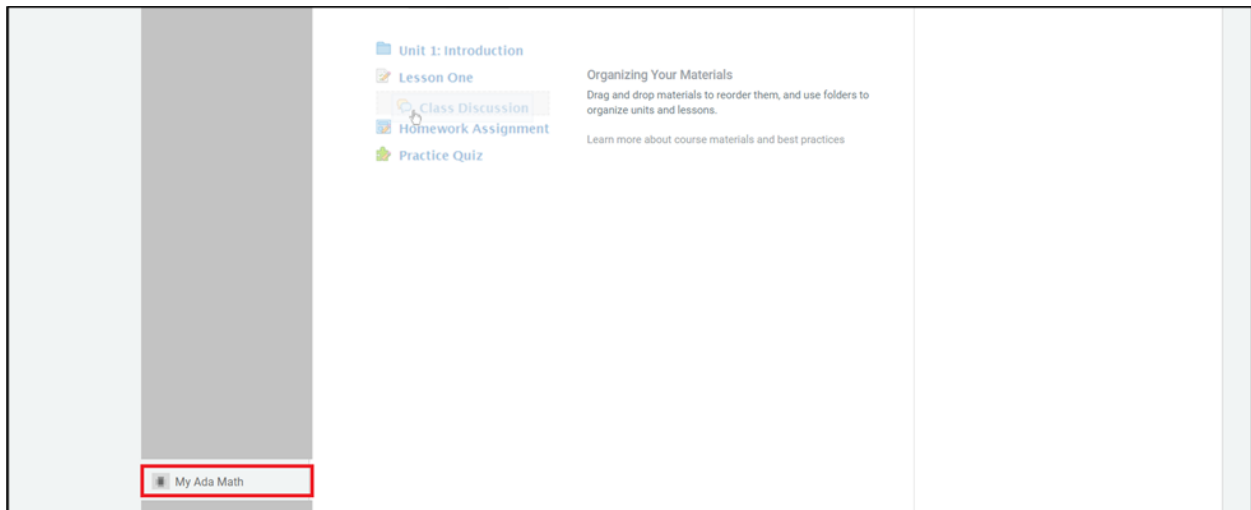 Unit 1: Introduction
Lesson One
Class Discussion
Homework Assignment
Practice Quiz
Organizing Your Materials
Drag and drop materials to reorder them, and use folders to
organize units and lessons.
Learn more about course materials and best practices
My Ada Math